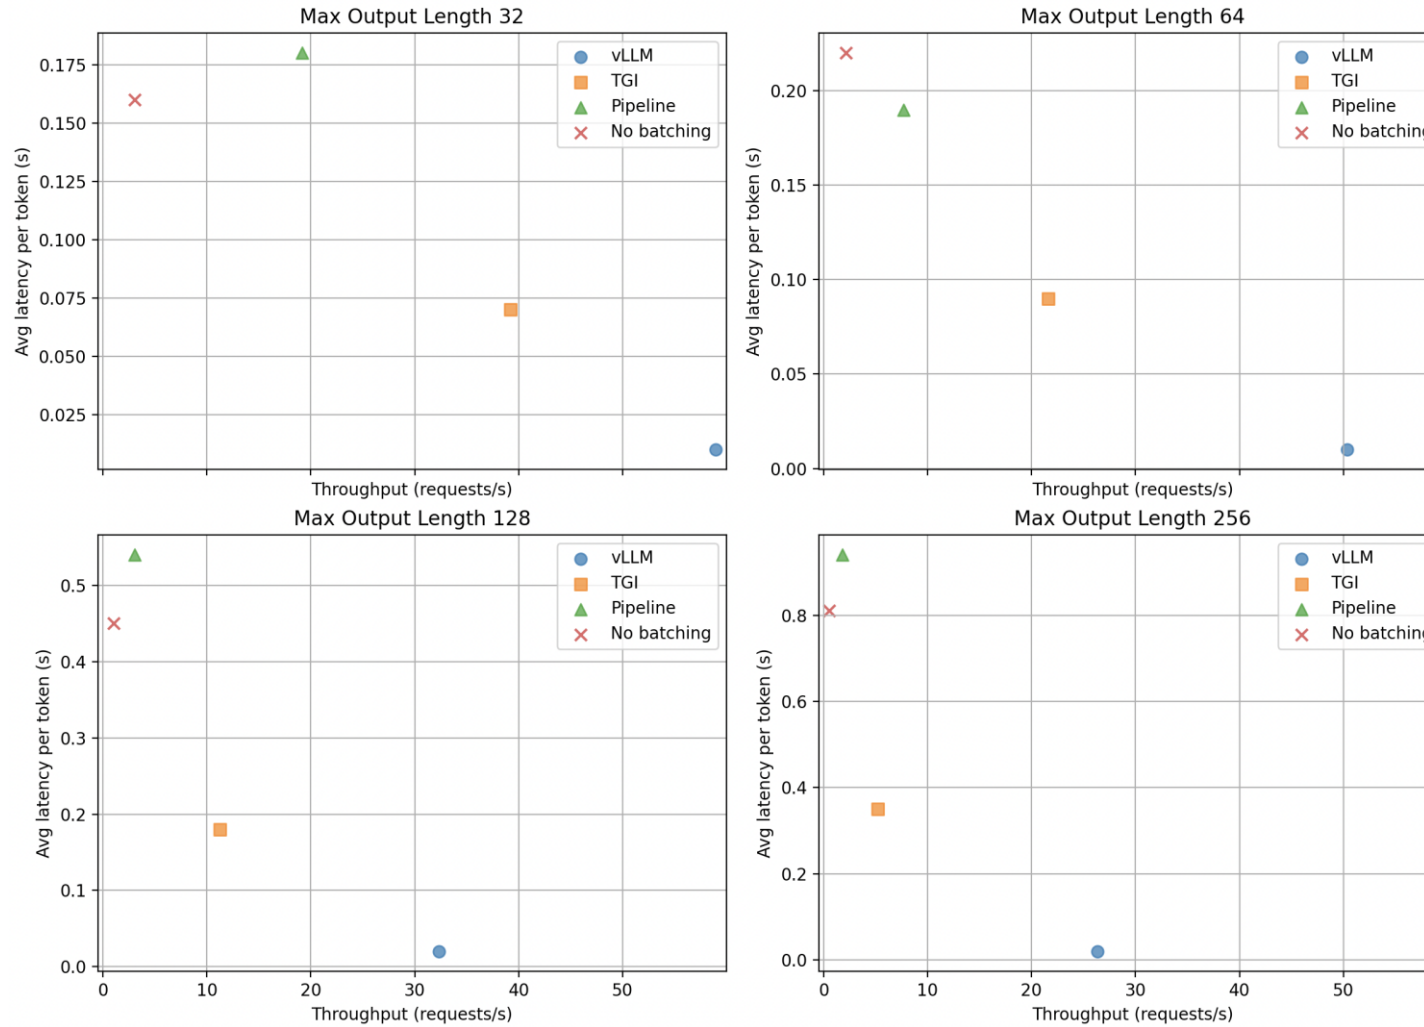 Max Output Length 32
Avg latency per token (s)
0.175
0.150
0.125
0.100
0.075
0.050
0.025
vLLM
TGI
Pipeline
No batching
Throughput (requests/s)
Max Output Length 64
Avg latency per token (s)
0.20
0.15
0.10
0.05
0.00
vLLM
TGI
Pipeline
No batching
Throughput (requests/s)
Max Output Length 128
Avg latency per token (s)
0.5
0.4
0.3
0.2
0.1
0.0
vLLM
TGI
Pipeline
No batching
0 10 20 30 40 50
Throughput (requests/s)
Max Output Length 256
Avg latency per token (s)
0.8
0.6
0.4
0.2
0.0
vLLM
TGI
Pipeline
No batching
0 10 20 30 40 50
Throughput (requests/s)